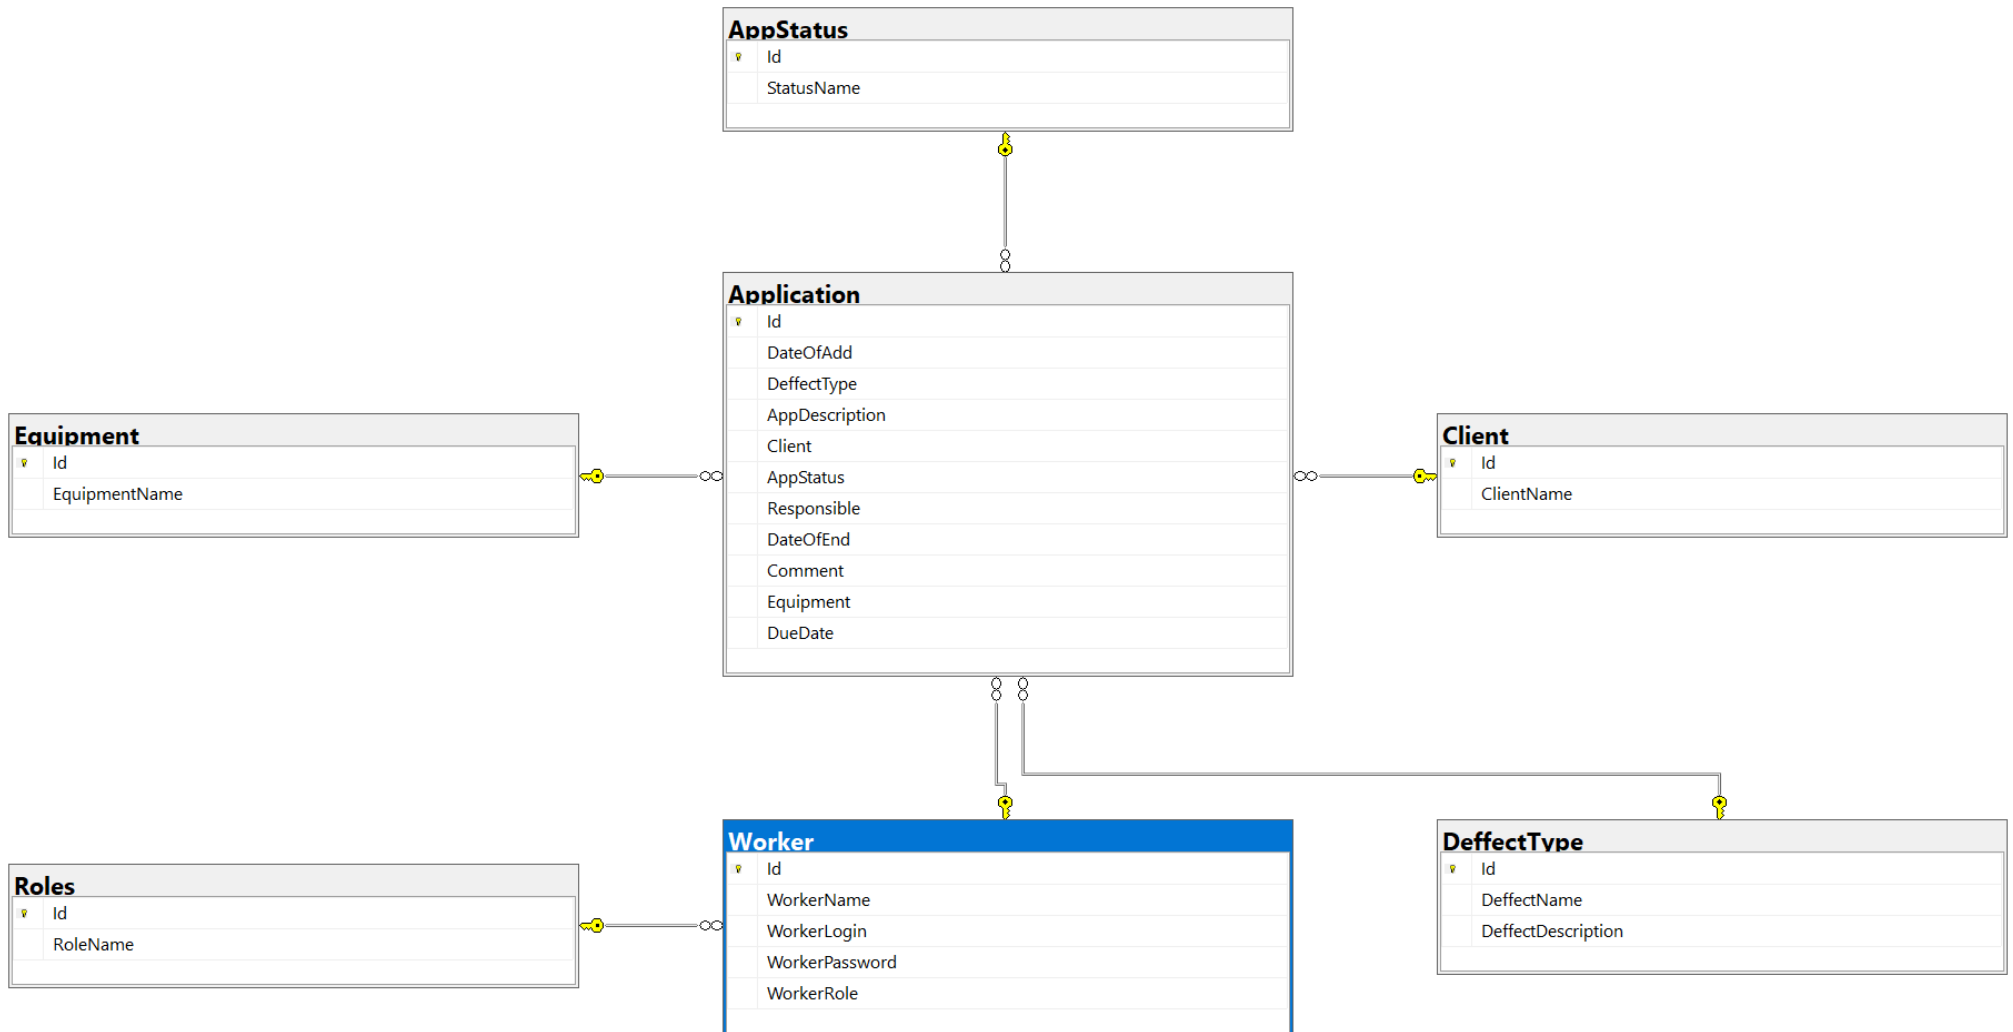 AppStatus
Id
StatusName
Application
Id
DateOfAdd
DeffectType
AppDescription
Client
AppStatus
Responsible
DateOfEnd
Comment
Equipment
DueDate
Equipment
Id
EquipmentName
Client
Id
ClientName
Roles
Id
RoleName
Worker
Id
WorkerName
WorkerLogin
WorkerPassword
WorkerRole
DeffectType
Id
DeffectName
DeffectDescription